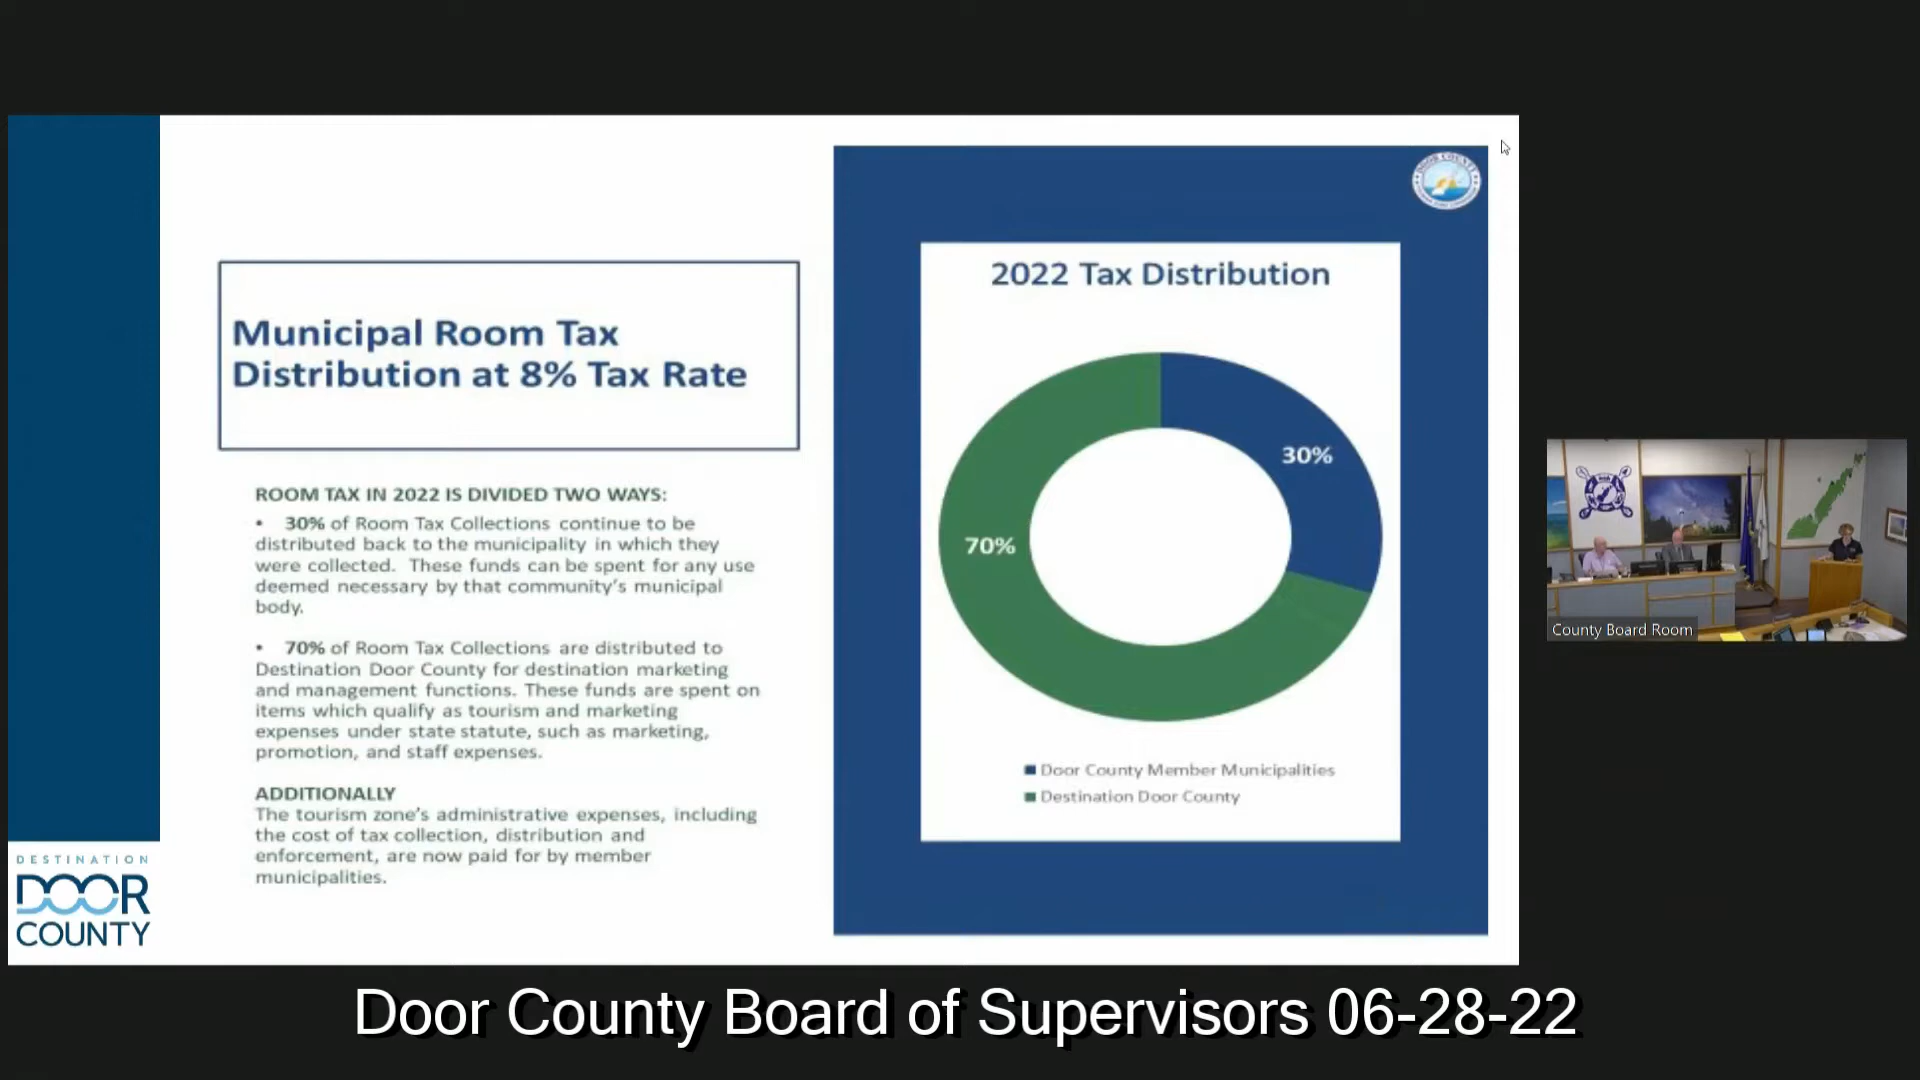 Municipal Room Tax
Distribution at 8% Tax Rate
ROOM TAX IN 2022 IS DIVIDED TWO WAYS:
• 30% of Room Tax Collections continue to be
distributed back to the municipality in which they
were collected. These funds can be spent for any use
deemed necessary by that community's municipal
body.
• 70% of Room Tax Collections are distributed to
Destination Door County for destination marketing
and management functions. These funds are spent on
items which qualify as tourism and marketing
expenses under state statute, such as marketing,
promotion, and staff expenses.
ADDITIONALLY
The tourism zone's administrative expenses, including
the cost of tax collection, distribution and
enforcement, are now paid for by member
municipalities.
DESTINATION
DOOR
COUNTY
DOOR COUNTY
2022 Tax Distribution
30%
70%
Door County Member Municipalities
Destination Door County
County Board Room
Door County Board of Supervisors 06-28-22